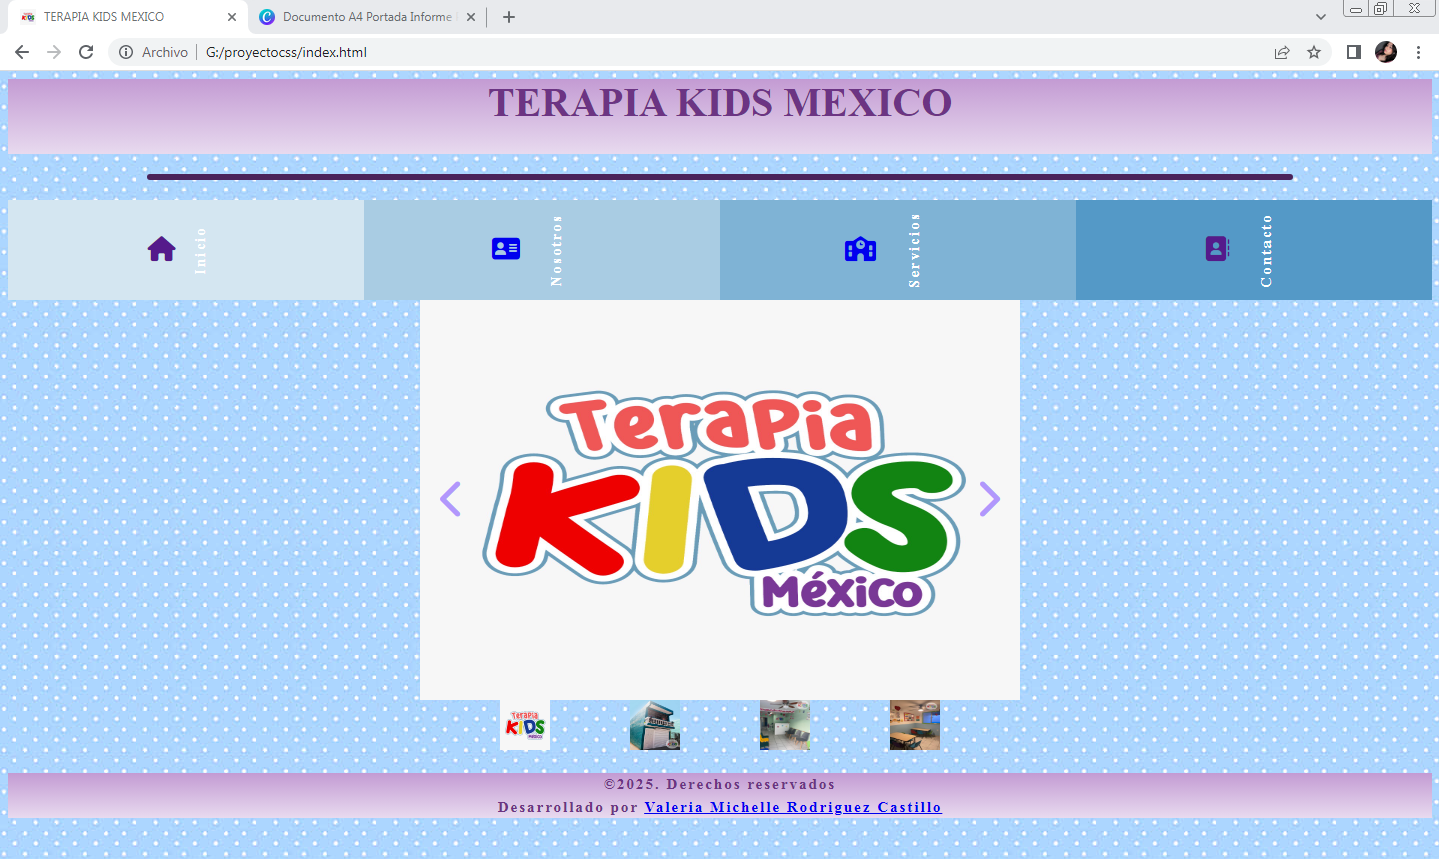 TERAPIA KIDS MEXICO
Documento A4 Portada Informe
Archivo
G:/proyectocss/index.html
TERAPIA KIDS MEXICO
Inicio
Nosotros
Servicios
Contacto
Terapia
KIDS
México
Terapia
KIDS
México
©2025. Derechos reservados
Desarrollado por Valeria Michelle Rodriguez Castillo